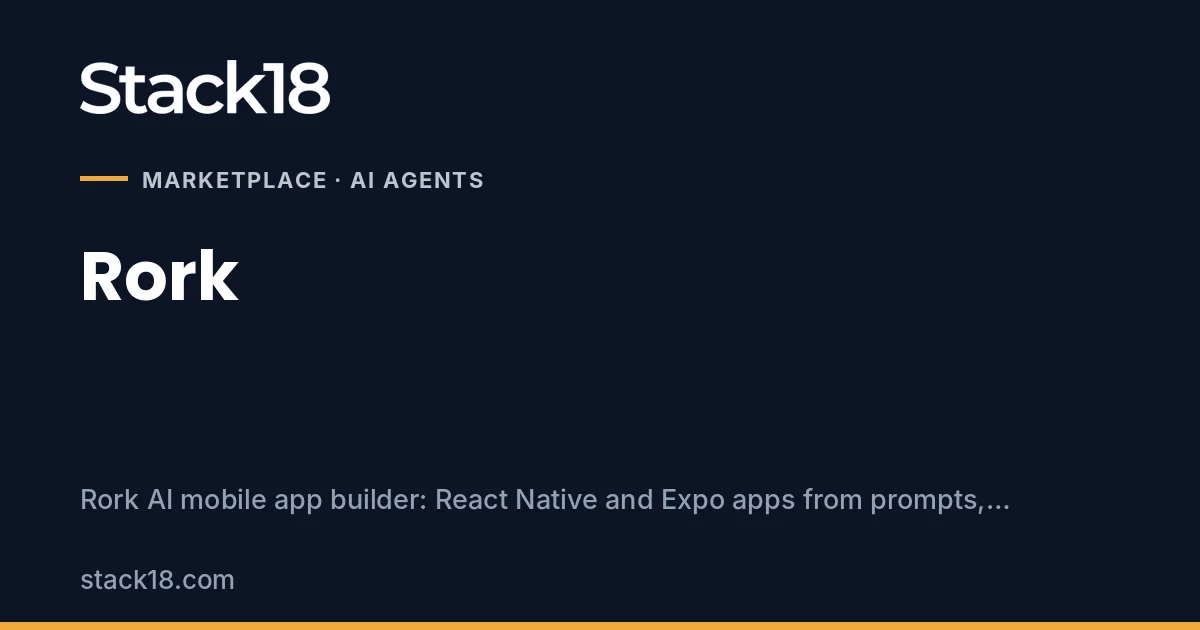 Stack18
MARKETPLACE · AI AGENTS
Rork
Rork AI mobile app builder: React Native and Expo apps from prompts,...
stack18.com